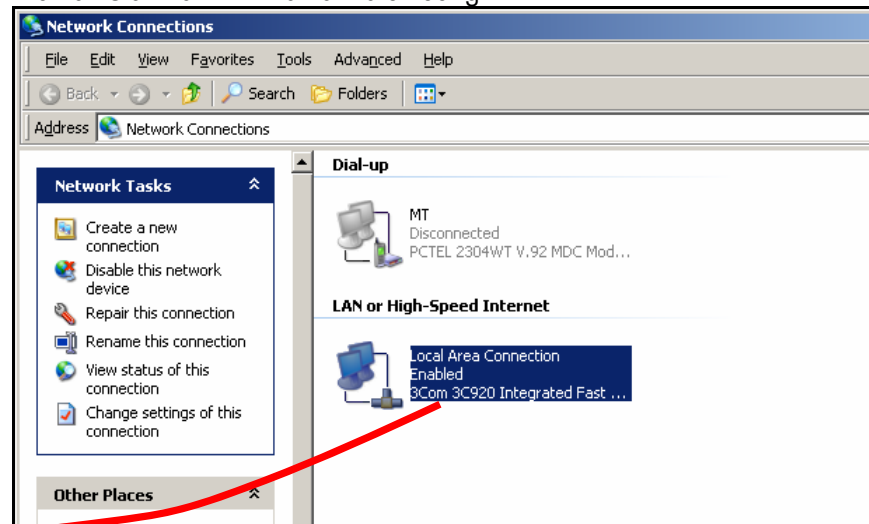 Network Connections
File Edit View Favorites Tools Advanced Help
Back Search Folders
Address Network Connections
Network Tasks
Create a new
connection
Disable this network
device
Repair this connection
Rename this connection
View status of this
connection
Change settings of this
connection
Other Places
Dial-up
MT
Disconnected
PCTEL 2304WT V.92 MDC Mod...
LAN or High-Speed Internet
Local Area Connection
Enabled
3Com 3C920 Integrated Fast ...